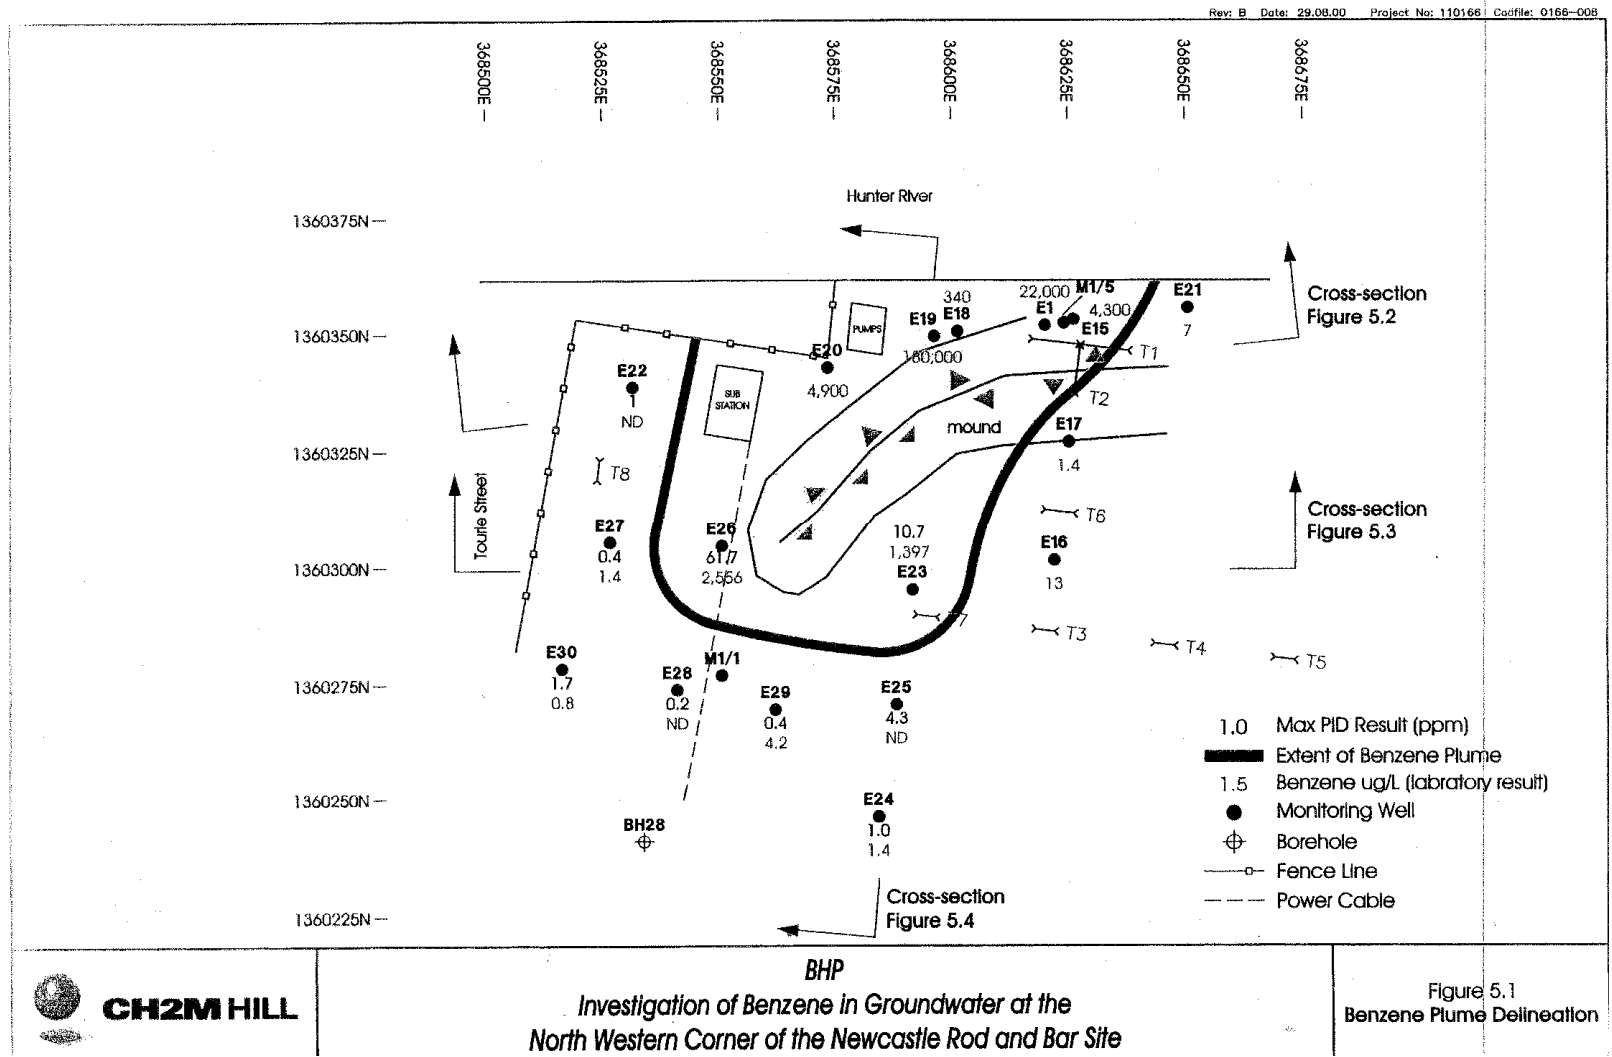 Rev: B Date: 29.08.00 Project No: 110166 Cadfile: 0166-008
368500E
368525E
368550E
368575E
368600E
368625E
368650E
368675E
Hunter River
1360375N
1360350N
1360325N
1360300N
1360275N
1360250N
1360225N
Cross-section
Figure 5.2
Cross-section
Figure 5.3
Tourle Street
E22
1
ND
T8
E27
0.4
1.4
E30
1.7
0.8
SUB
STATION
E26
61.7
2,556
E28
0.2
ND
M1/1
E29
0.4
4.2
BH28
PUMPS
E20
4,900
E19
180,000
340
E18
22,000
E1
M1/5
4,300
E15
E21
7
T1
T2
mound
E17
1.4
T6
E16
13
10.7
1,397
E23
T7
T3
T4
T5
E25
4.3
ND
E24
1.0
1.4
Cross-section
Figure 5.4
1.0 Max PID Result (ppm)
Extent of Benzene Plume
1.5 Benzene ug/L (labratory result)
Monitoring Well
Borehole
Fence Line
Power Cable
CH2M HILL
BHP
Investigation of Benzene in Groundwater at the
North Western Corner of the Newcastle Rod and Bar Site
Figure 5.1
Benzene Plume Delineation